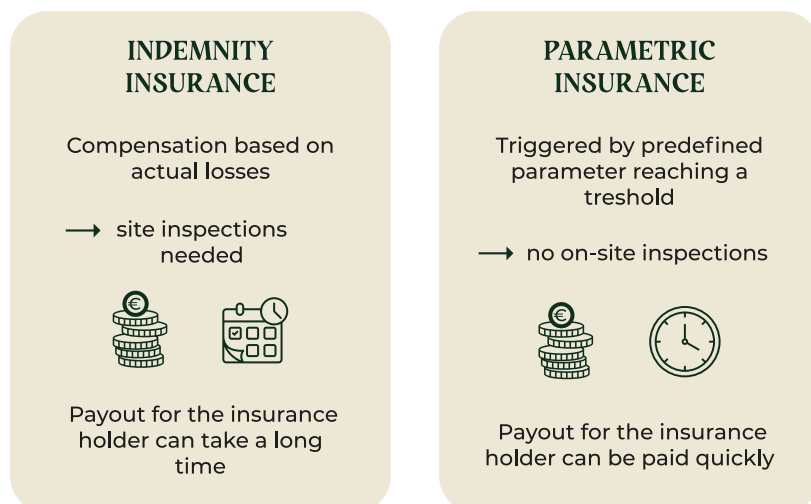 INDEMNITY
INSURANCE
Compensation based on
actual losses
→ site inspections
needed
€
Payout for the insurance
holder can take a long
time
PARAMETRIC
INSURANCE
Triggered by predefined
parameter reaching a
treshold
→ no on-site inspections
€
Payout for the insurance
holder can be paid quickly